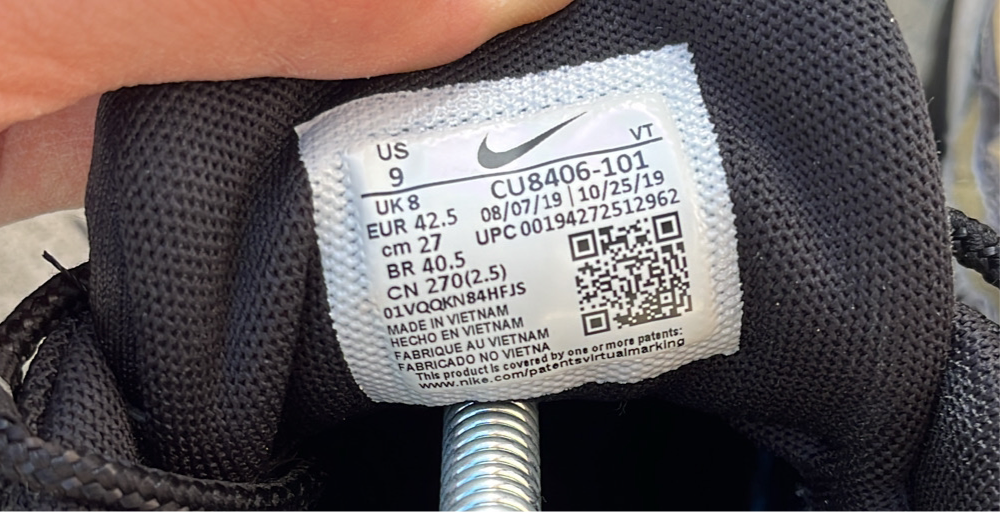 US
9
VT
UK 8
CU8406-101
EUR 42.5
08/07/19 | 10/25/19
cm 27
UPC 00194272512962
BR 40.5
CN 270(2.5)
01VQQKN84HFJS
MADE IN VIETNAM
HECHO EN VIETNAM
FABRIQUE AU VIETNAM
FABRICADO NO VIETNA
This product is covered by one or more patents:
www.nike.com/patentsvirtualmarking